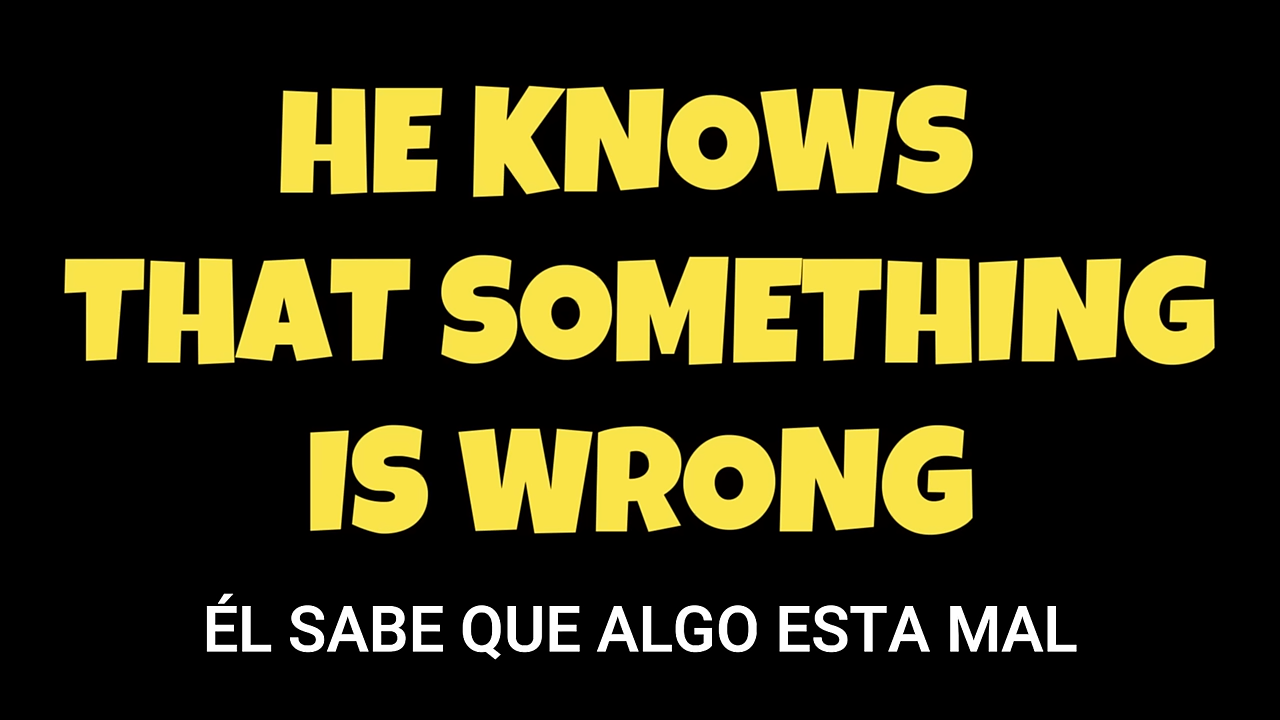 HE KNOWS
THAT SOMETHING
IS WRONG
ÉL SABE QUE ALGO ESTA MAL